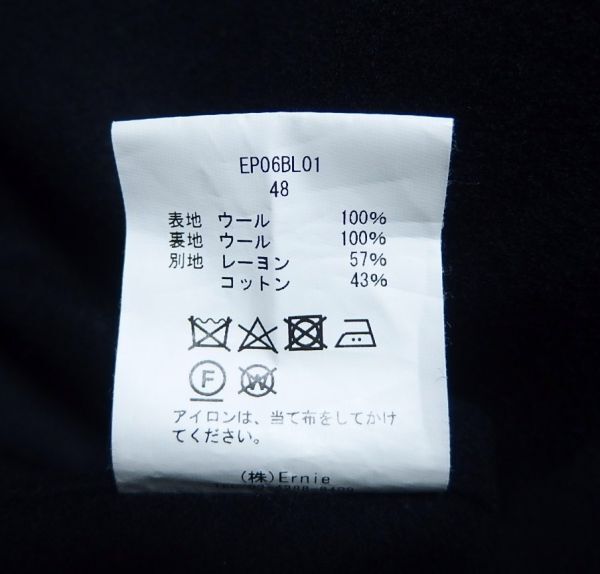 EP06BL01
48
表地 ウール 100%
裏地 ウール 100%
別地 レーヨン 57%
コットン 43%
F W
アイロンは、当て布をしてかけ
てください。
(株)Ernie